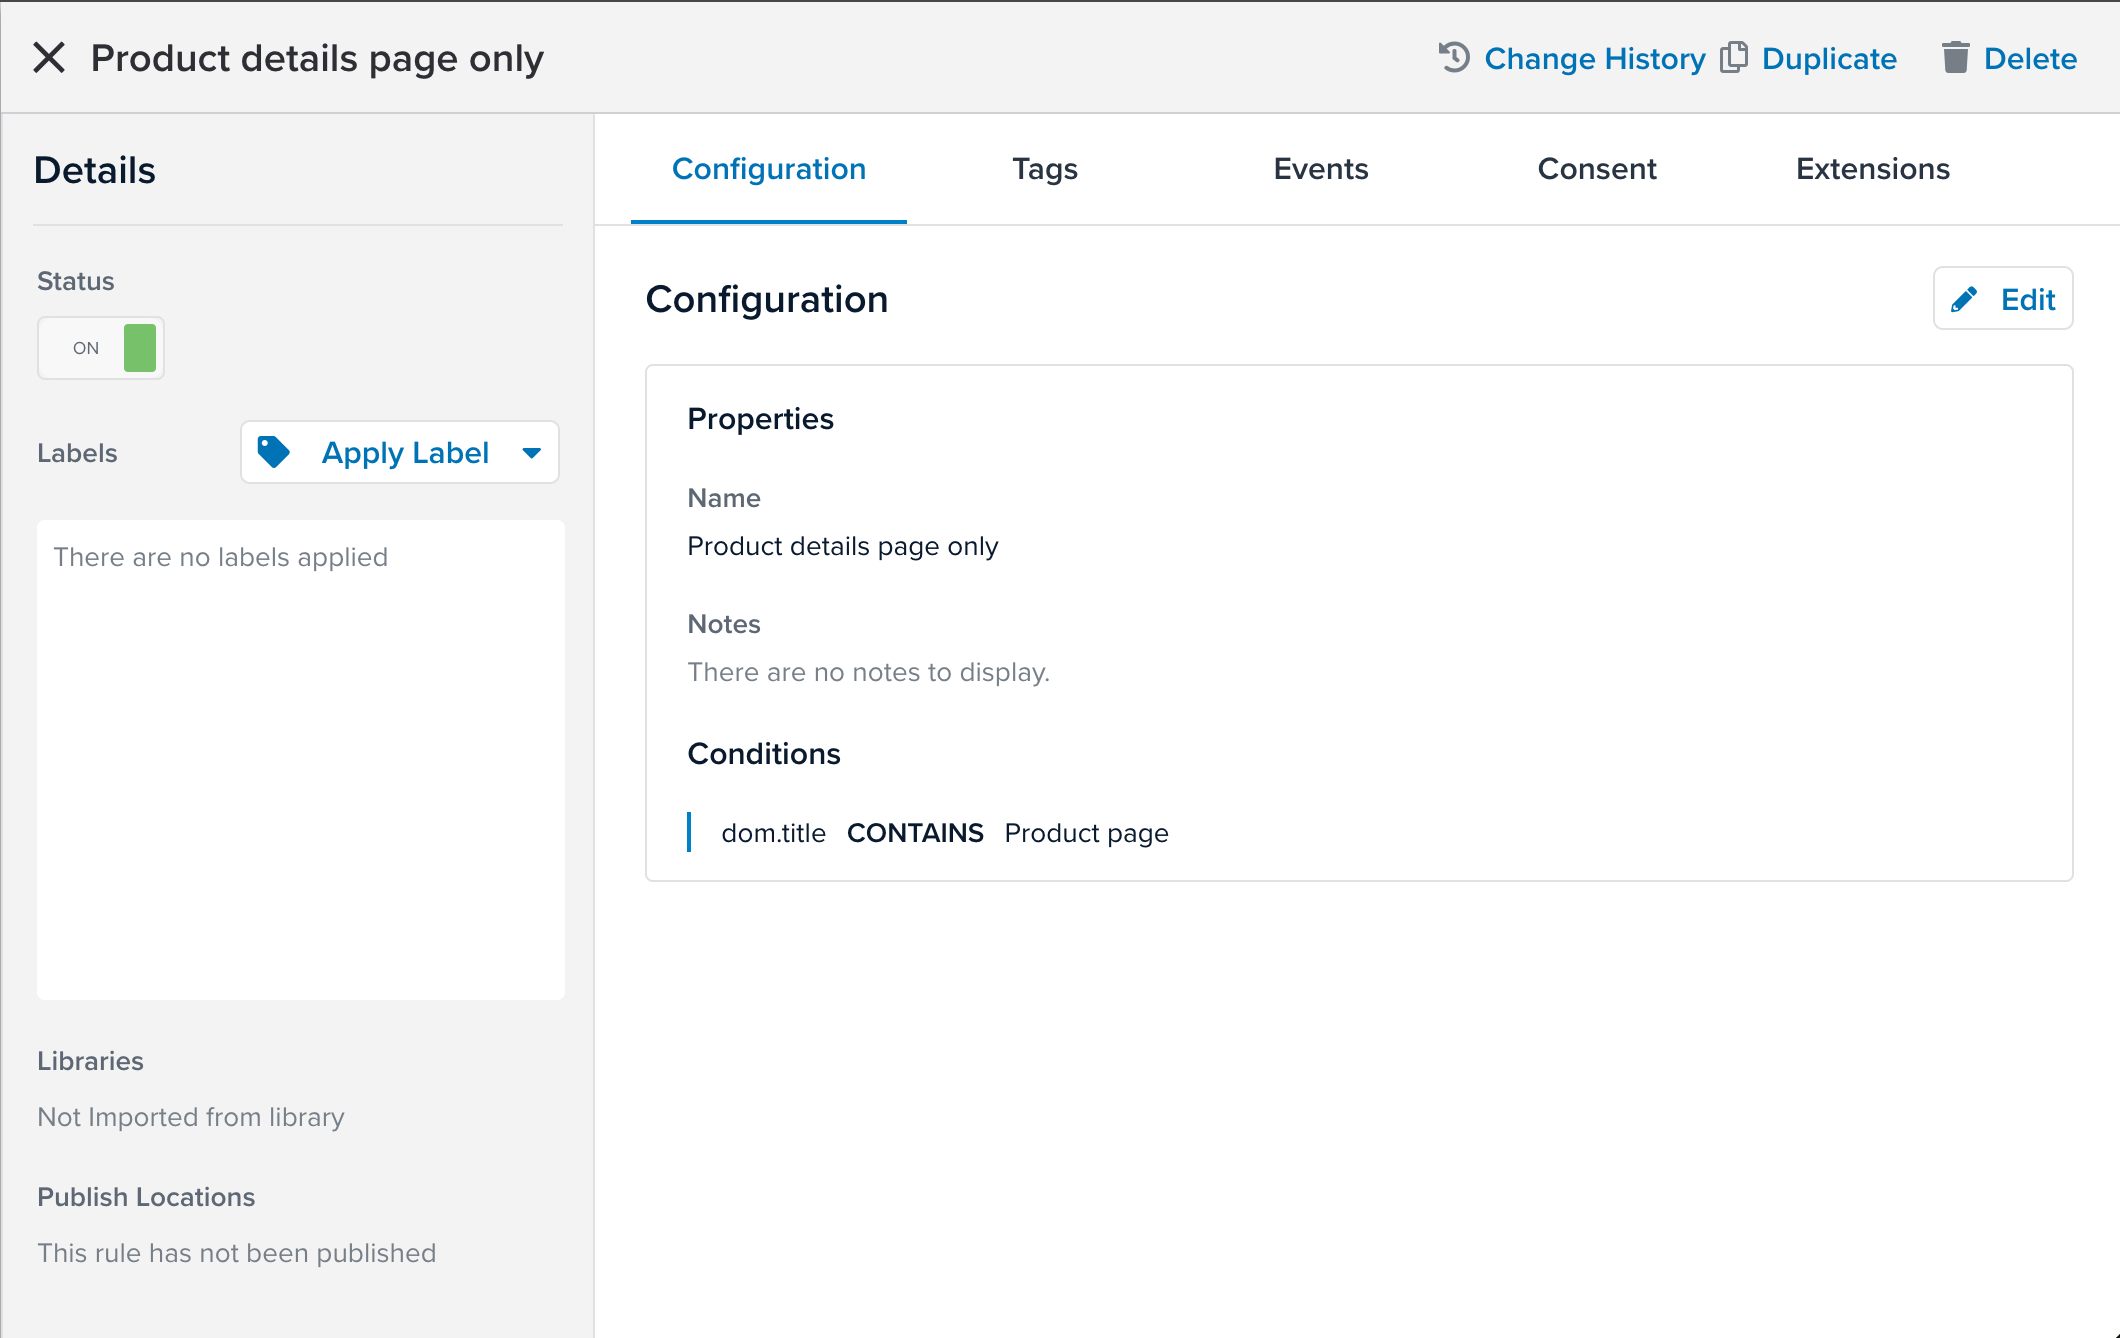 Product details page only
Change History
Duplicate
Delete
Details
Status
ON
Labels
Apply Label
There are no labels applied
Libraries
Not Imported from library
Publish Locations
This rule has not been published
Configuration
Tags
Events
Consent
Extensions
Configuration
Edit
Properties
Name
Product details page only
Notes
There are no notes to display.
Conditions
dom.title CONTAINS Product page